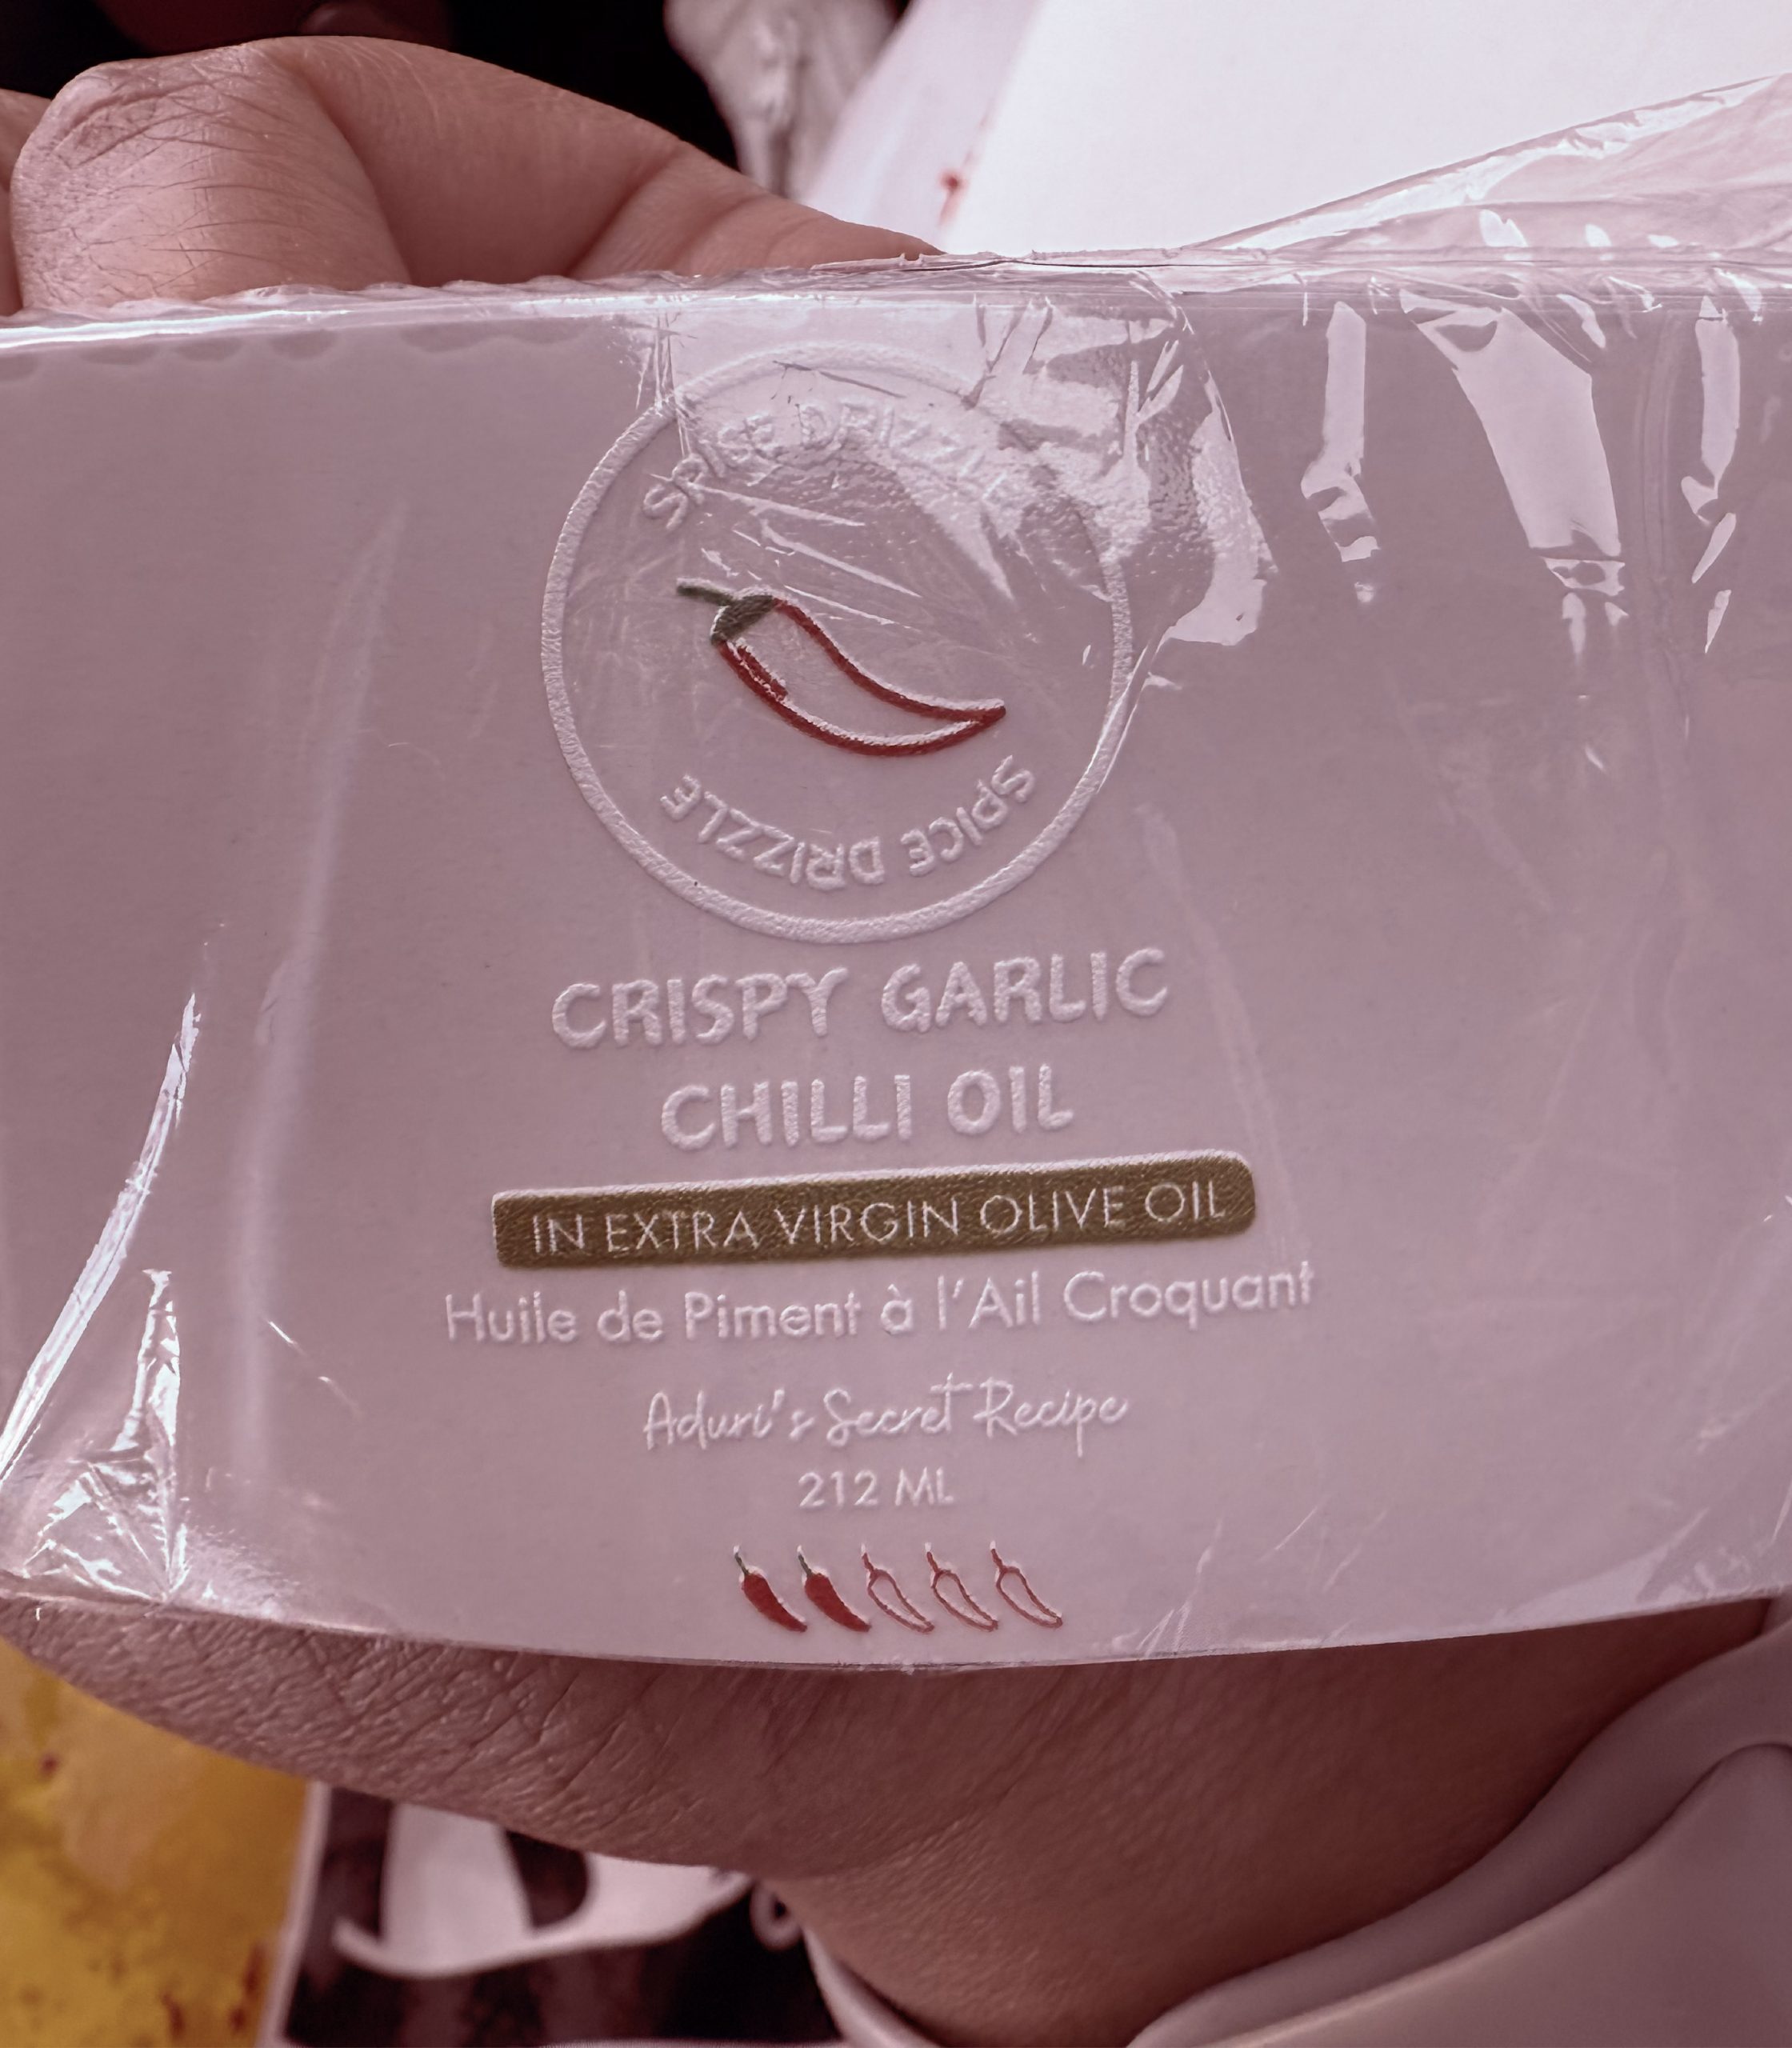 SPICE DRIZZLE
SPICE DRIZZLE
CRISPY GARLIC
CHILLI OIL
IN EXTRA VIRGIN OLIVE OIL
Huile de Piment à l'Ail Croquant
Aduri's Secret Recipe
212 ML